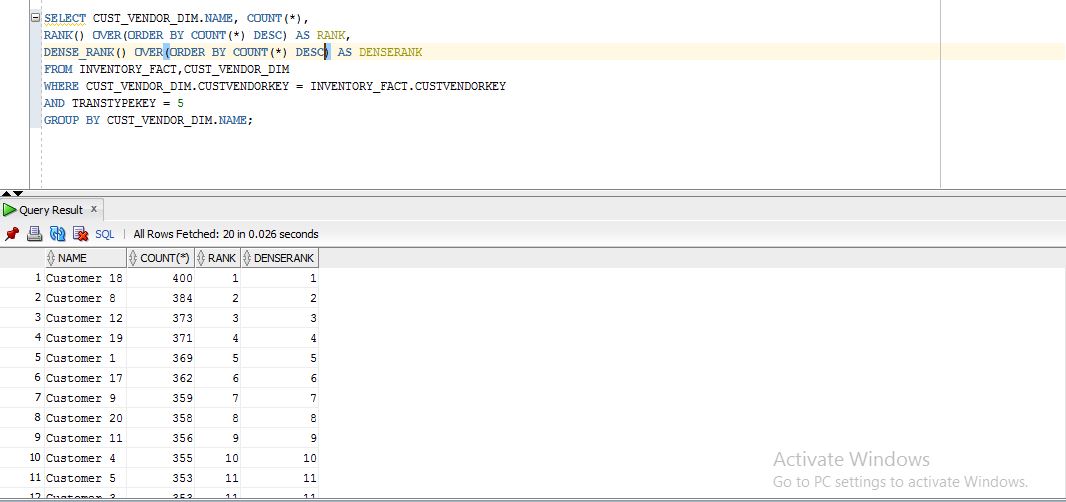 SELECT CUST_VENDOR_DIM.NAME, COUNT(*),
RANK() OVER(ORDER BY COUNT(*) DESC) AS RANK,
DENSE_RANK() OVER(ORDER BY COUNT(*) DESC) AS DENSERANK
FROM INVENTORY_FACT,CUST_VENDOR_DIM
WHERE CUST_VENDOR_DIM.CUSTVENDORKEY = INVENTORY_FACT.CUSTVENDORKEY
AND TRANSTYPEKEY = 5
GROUP BY CUST_VENDOR_DIM.NAME;
Query Result x
SQL | All Rows Fetched: 20 in 0.026 seconds
NAME COUNT(*) RANK DENSERANK
1 Customer 18 400 1 1
2 Customer 8 384 2 2
3 Customer 12 373 3 3
4 Customer 19 371 4 4
5 Customer 1 369 5 5
6 Customer 17 362 6 6
7 Customer 9 359 7 7
8 Customer 20 358 8 8
9 Customer 11 356 9 9
10 Customer 4 355 10 10
11 Customer 5 353 11 11
12 Customer 3 353 11 11
Activate Windows
Go to PC settings to activate Windows.